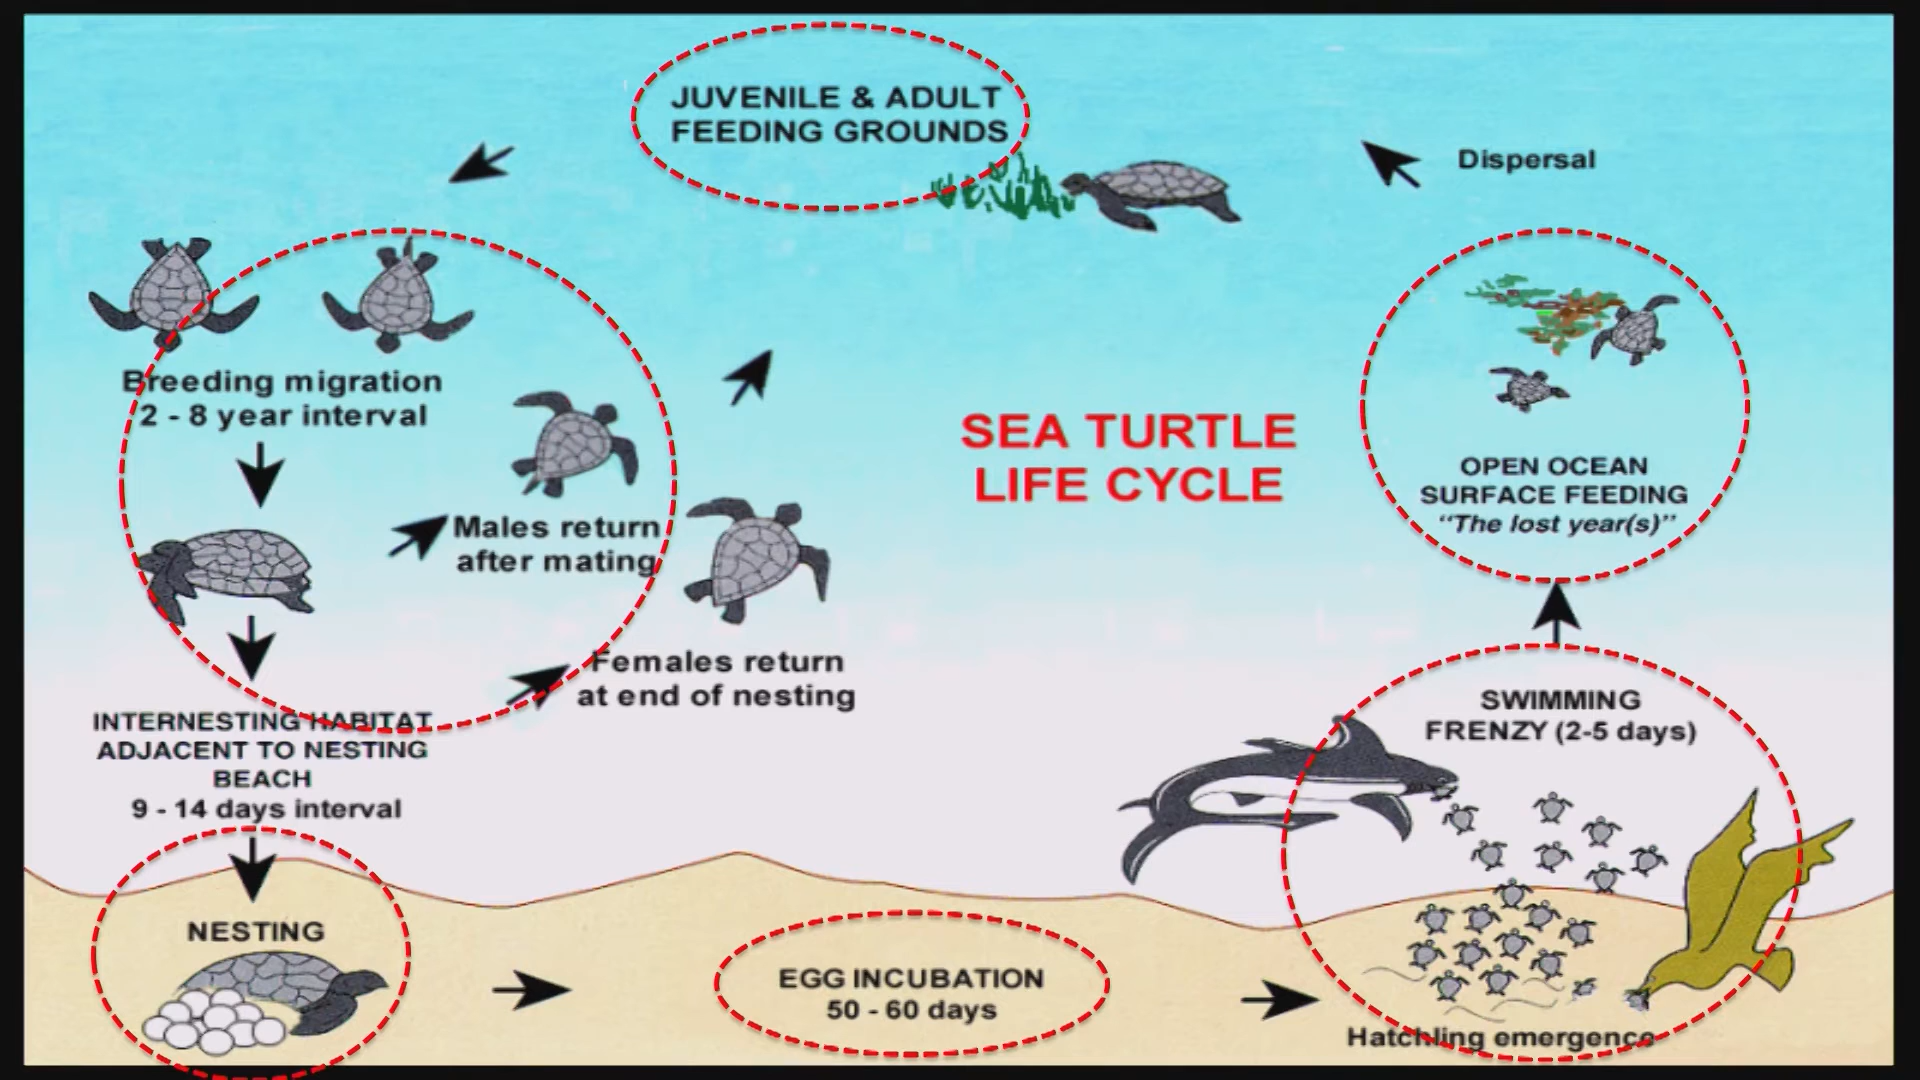 JUVENILE & ADULT
FEEDING GROUNDS
Dispersal
Breeding migration
2 - 8 year interval
SEA TURTLE
LIFE CYCLE
OPEN OCEAN
SURFACE FEEDING
"The lost year(s)"
Males return
after mating
Females return
at end of nesting
INTERNESTING HABITAT
ADJACENT TO NESTING
BEACH
9 - 14 days interval
SWIMMING
FRENZY (2-5 days)
NESTING
EGG INCUBATION
50 - 60 days
Hatchling emergence